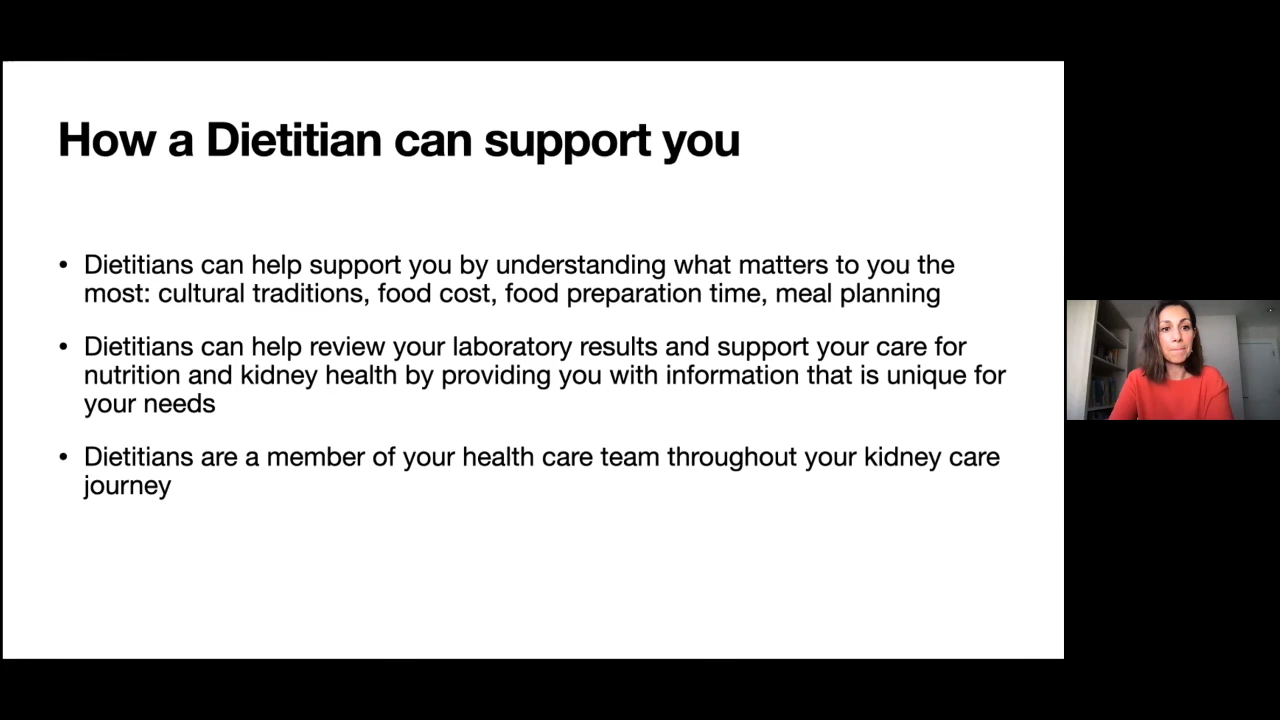 How a Dietitian can support you
• Dietitians can help support you by understanding what matters to you the
most: cultural traditions, food cost, food preparation time, meal planning
• Dietitians can help review your laboratory results and support your care for
nutrition and kidney health by providing you with information that is unique for
your needs
• Dietitians are a member of your health care team throughout your kidney care
journey